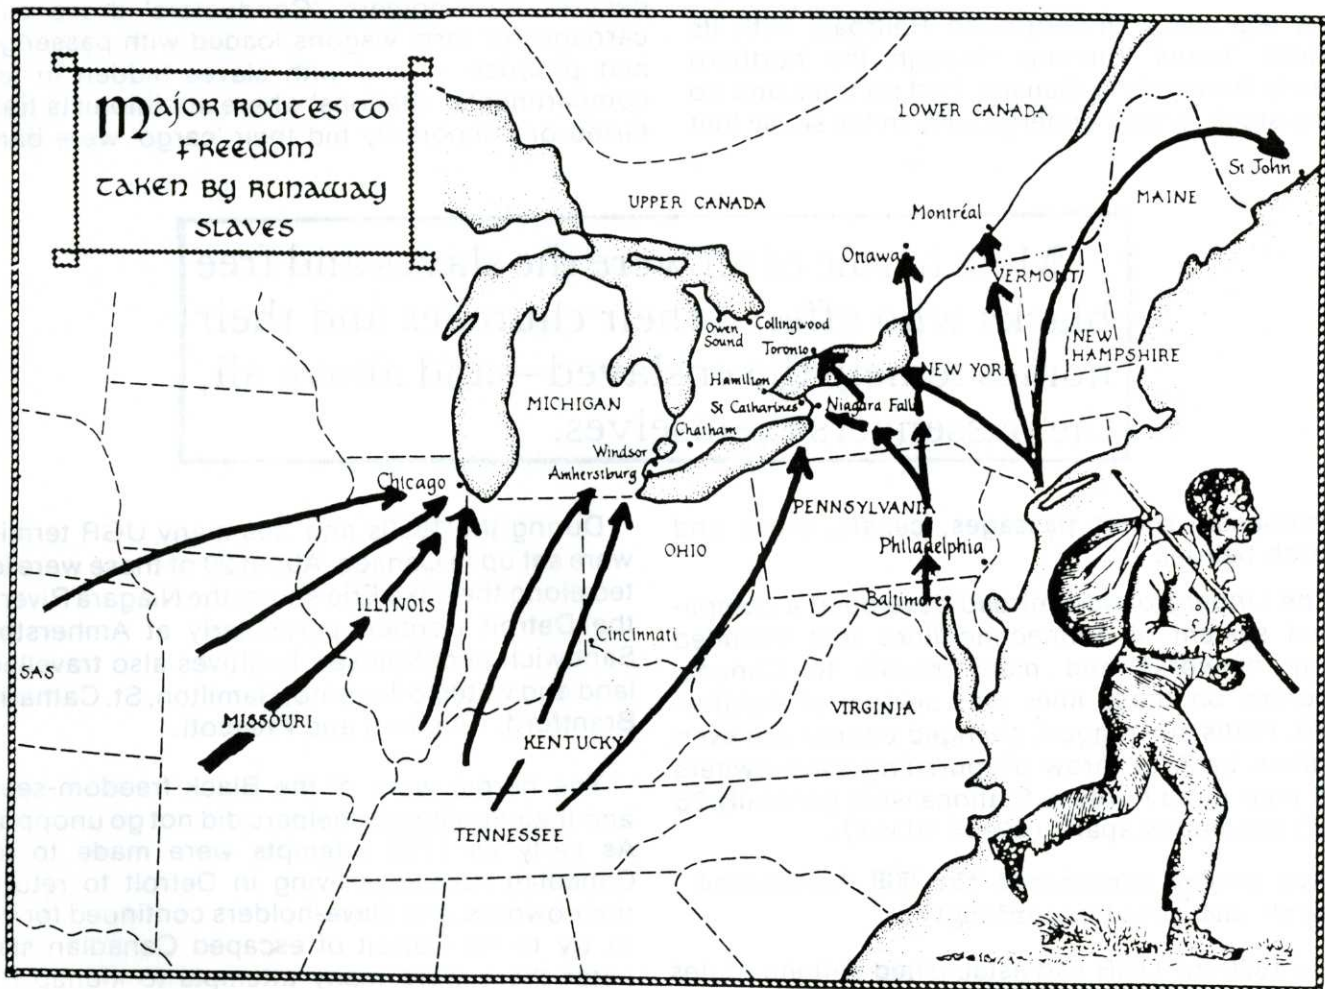 Major Routes to
Freedom
taken by Runaway
Slaves
LOWER CANADA
St John
MAINE
UPPER CANADA
Montréal
Ottawa
VERMONT
Owen
Sound
Collingwood
Toronto
NEW
HAMPSHIRE
NEW YORK
Hamilton
MICHIGAN
St Catharines
Niagara Falls
Chatham
Windsor
Amherstburg
Chicago
PENNSYLVANIA
OHIO
Philadelphia
Baltimore
ILLINOIS
Cincinnati
SAS
MISSOURI
VIRGINIA
KENTUCKY
TENNESSEE